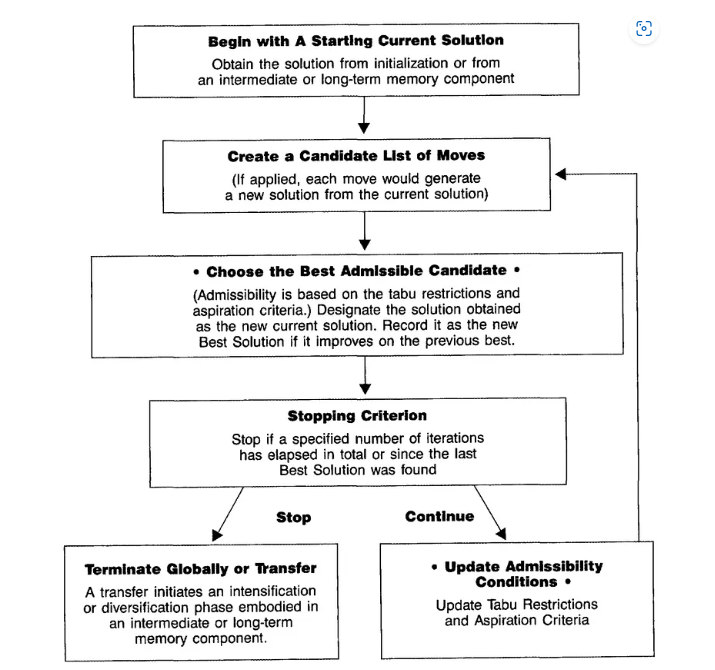 Begin with A Starting Current Solution
Obtain the solution from initialization or from
an intermediate or long-term memory component
Create a Candidate List of Moves
(If applied, each move would generate
a new solution from the current solution)
• Choose the Best Admissible Candidate •
(Admissibility is based on the tabu restrictions and
aspiration criteria.) Designate the solution obtained
as the new current solution. Record it as the new
Best Solution if it improves on the previous best.
Stopping Criterion
Stop if a specified number of iterations
has elapsed in total or since the last
Best Solution was found
Stop
Continue
Terminate Globally or Transfer
A transfer initiates an intensification
or diversification phase embodied in
an intermediate or long-term
memory component.
• Update Admissibility
Conditions •
Update Tabu Restrictions
and Aspiration Criteria